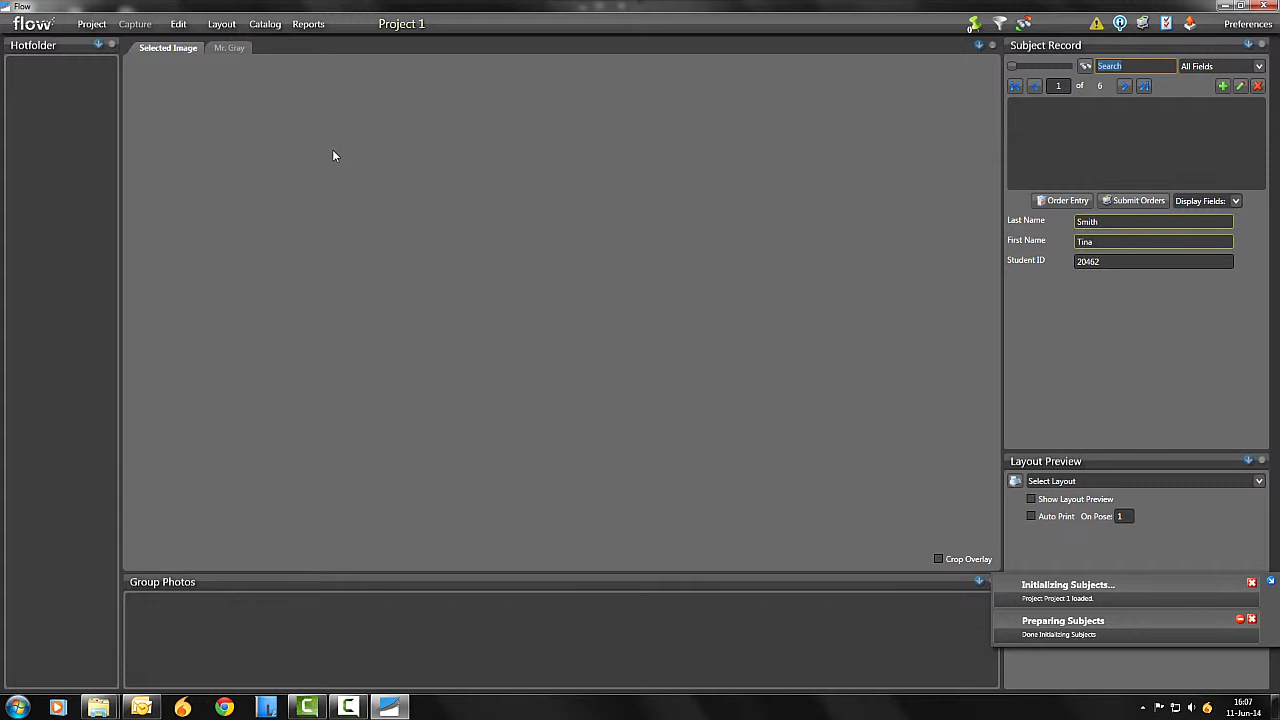 Flow
flow Project Capture Edit Layout Catalog Reports Project 1 0 Preferences
Hotfolder
Selected Image Mr. Gray
Subject Record
Search All Fields
1 of 6
Order Entry Submit Orders Display Fields:
Last Name Smith
First Name Tina
Student ID 20462
Layout Preview
Select Layout
Show Layout Preview
Auto Print On Pose: 1
Crop Overlay
Group Photos
Initializing Subjects...
Project Project 1 loaded.
Preparing Subjects
Done Initializing Subjects
16:07
11-Jun-14